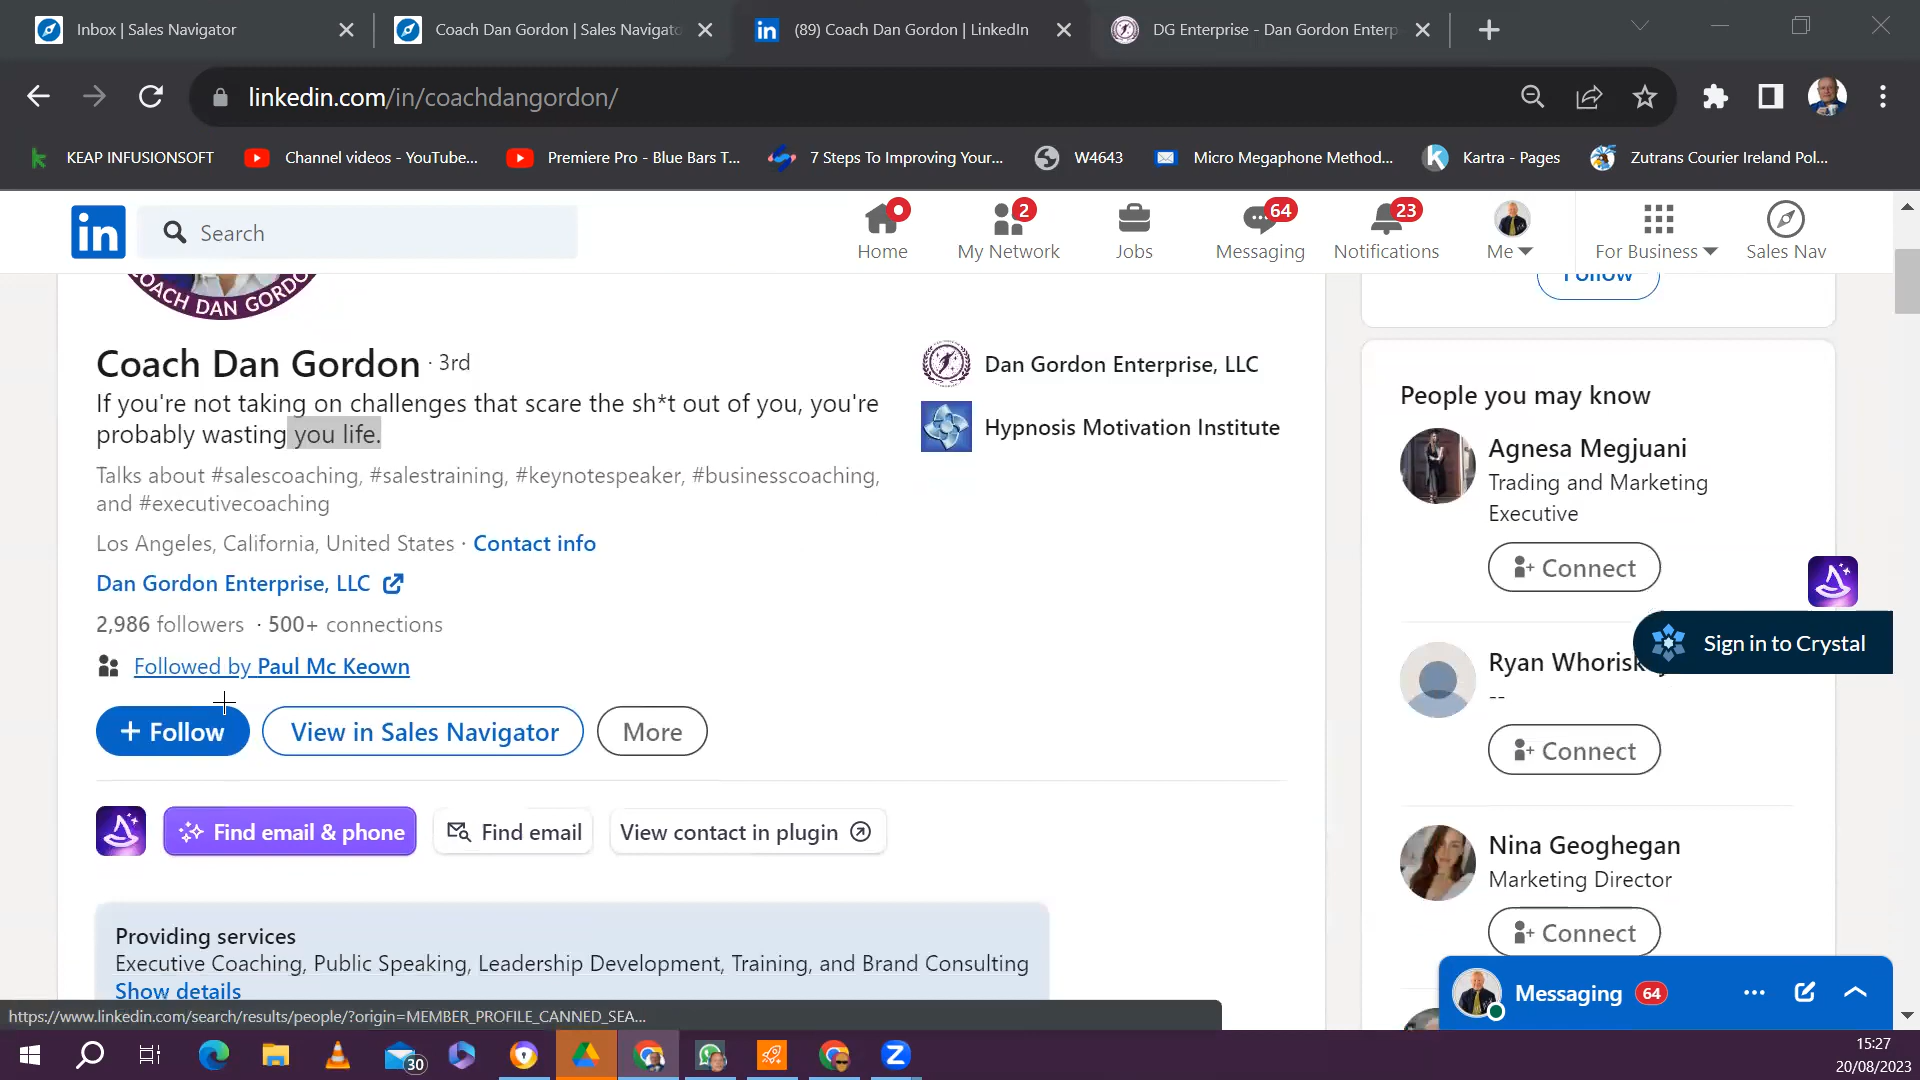 Inbox | Sales Navigator
Coach Dan Gordon | Sales Navigato
(89) Coach Dan Gordon | LinkedIn
DG Enterprise - Dan Gordon Enterp
linkedin.com/in/coachdangordon/
KEAP INFUSIONSOFT
Channel videos - YouTube...
Premiere Pro - Blue Bars T...
7 Steps To Improving Your...
W4643
Micro Megaphone Method...
Kartra - Pages
Zutrans Courier Ireland Pol...
in
Search
Home
2
My Network
Jobs
64
Messaging
23
Notifications
Me
For Business
Sales Nav
COACH DAN GORDO
Follow
Coach Dan Gordon · 3rd
If you're not taking on challenges that scare the sh*t out of you, you're
probably wasting you life.
Talks about #salescoaching, #salestraining, #keynotespeaker, #businesscoaching,
and #executivecoaching
Los Angeles, California, United States · Contact info
Dan Gordon Enterprise, LLC
2,986 followers · 500+ connections
Followed by Paul Mc Keown
+ Follow
View in Sales Navigator
More
Find email & phone
Find email
View contact in plugin
Providing services
Executive Coaching, Public Speaking, Leadership Development, Training, and Brand Consulting
Show details
Dan Gordon Enterprise, LLC
Hypnosis Motivation Institute
People you may know
Agnesa Megjuani
Trading and Marketing
Executive
Connect
Sign in to Crystal
Ryan Whorisk
--
Connect
Nina Geoghegan
Marketing Director
Connect
Messaging 64
https://www.linkedin.com/search/results/people/?origin=MEMBER_PROFILE_CANNED_SEA...
30
15:27
20/08/2023